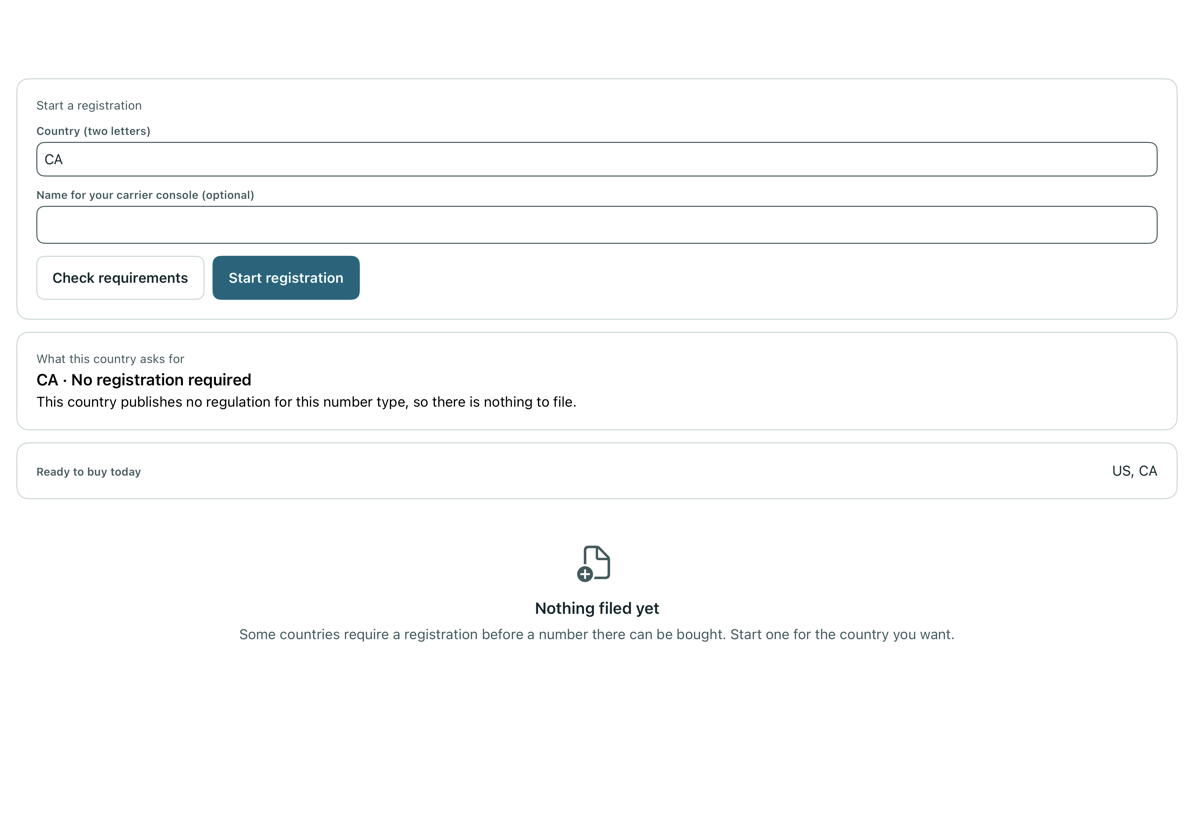 Start a registration
Country (two letters)
CA
Name for your carrier console (optional)
Check requirements
Start registration
What this country asks for
CA · No registration required
This country publishes no regulation for this number type, so there is nothing to file.
Ready to buy today
US, CA
Nothing filed yet
Some countries require a registration before a number there can be bought. Start one for the country you want.